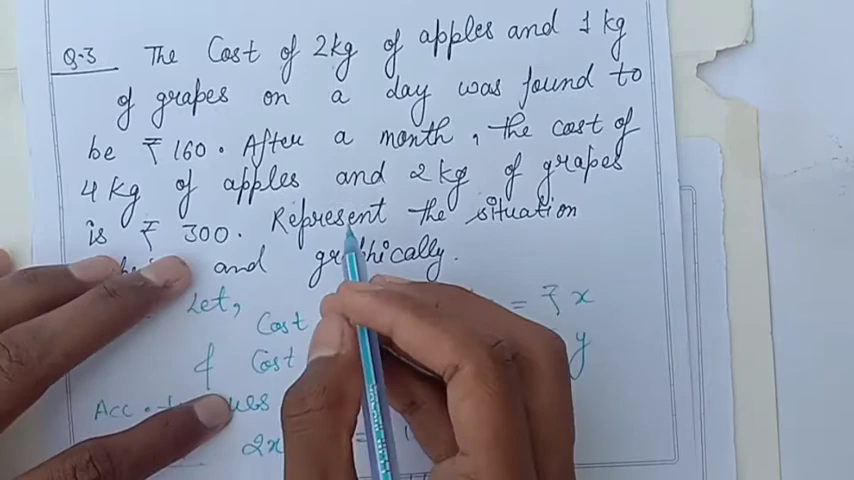 Q.3 The Cost of 2kg of apples and 1 kg
of grapes on a day was found to
be ₹ 160. After a month, the cost of
4 kg of apples and 2 kg of grapes
is ₹ 300. Represent the situation
and graphically.
Let, Cost = ₹ x
& Cost y
Acc. ues
2x =